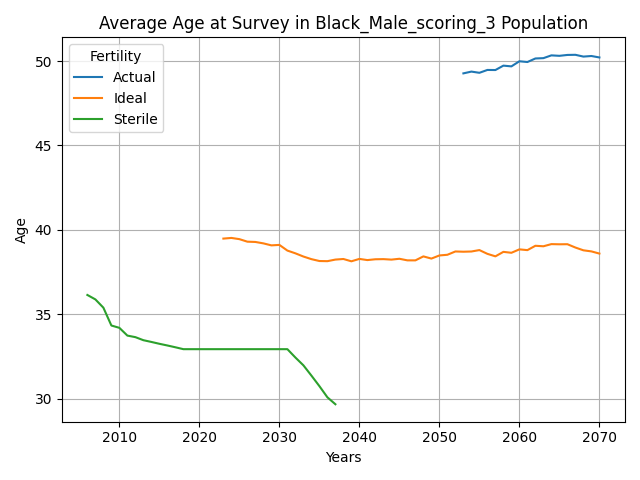 Average Age at Survey in Black_Male_scoring_3 Population
Fertility
Actual
Ideal
Sterile
Age
50
45
40
35
30
2010 2020 2030 2040 2050 2060 2070
Years